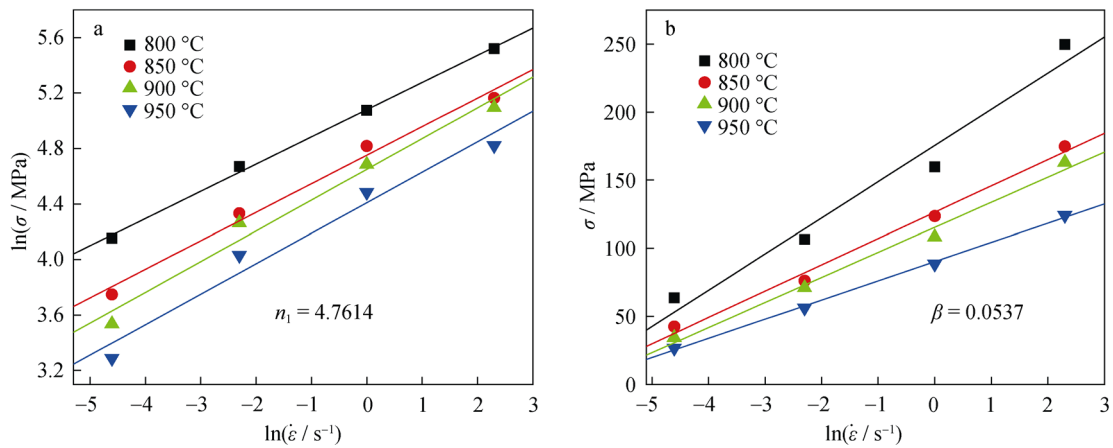 a
800 °C
850 °C
900 °C
950 °C
n₁ = 4.7614
5.6
5.2
4.8
4.4
4.0
3.6
3.2
ln(σ / MPa)
−5 −4 −3 −2 −1 0 1 2 3
ln(ε̇ / s⁻¹)
b
800 °C
850 °C
900 °C
950 °C
β = 0.0537
250
200
150
100
50
0
σ / MPa
−5 −4 −3 −2 −1 0 1 2 3
ln(ε̇ / s⁻¹)